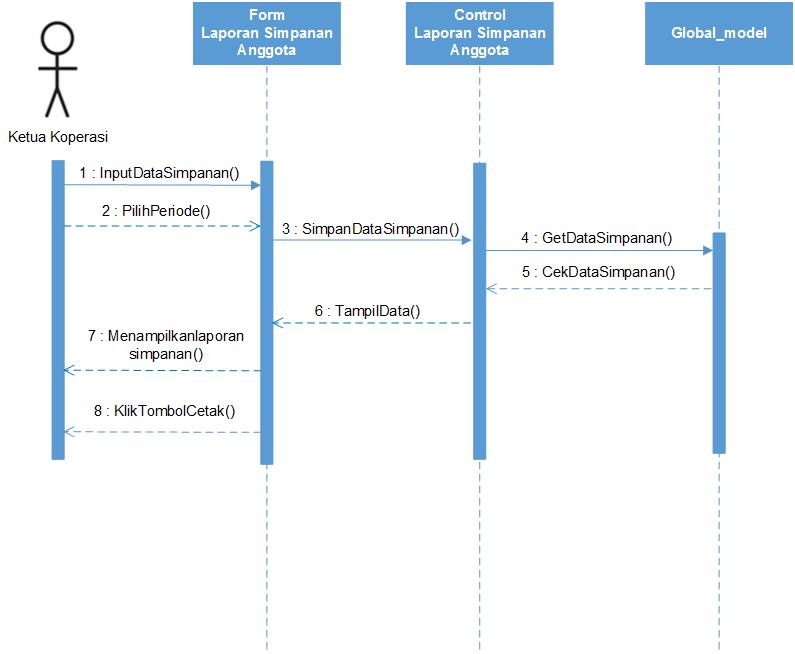 Form
Laporan Simpanan
Anggota
Control
Laporan Simpanan
Anggota
Global_model
Ketua Koperasi
1 : InputDataSimpanan()
2 : PilihPeriode()
3 : SimpanDataSimpanan()
4 : GetDataSimpanan()
5 : CekDataSimpanan()
6 : TampilData()
7 : Menampilkanlaporan
simpanan()
8 : KlikTombolCetak()